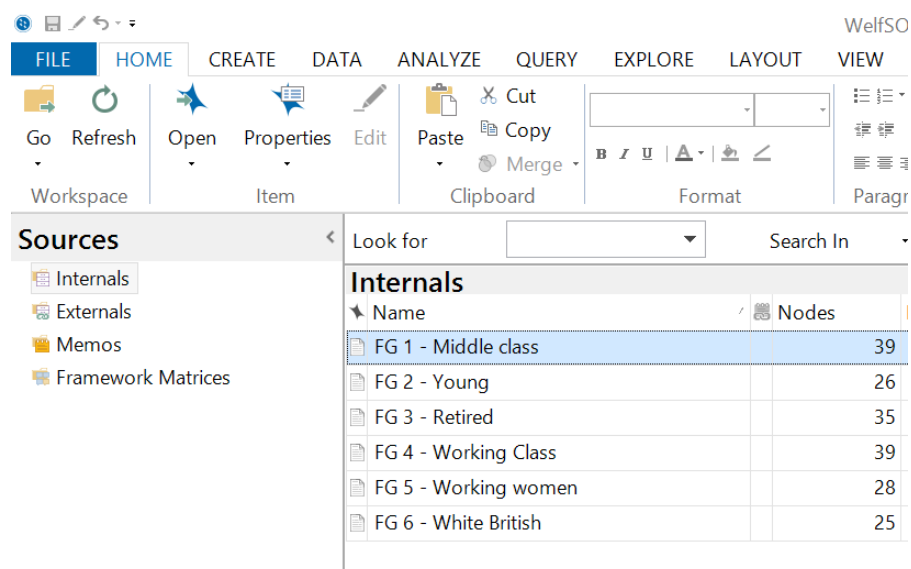 WelfSO
FILE HOME CREATE DATA ANALYZE QUERY EXPLORE LAYOUT VIEW
Go Refresh Open Properties Edit Paste
Cut
Copy
Merge
B I U A
Workspace Item Clipboard Format Paragr
Sources
Internals
Externals
Memos
Framework Matrices
Look for Search In
Internals
Name Nodes
FG 1 - Middle class 39
FG 2 - Young 26
FG 3 - Retired 35
FG 4 - Working Class 39
FG 5 - Working women 28
FG 6 - White British 25